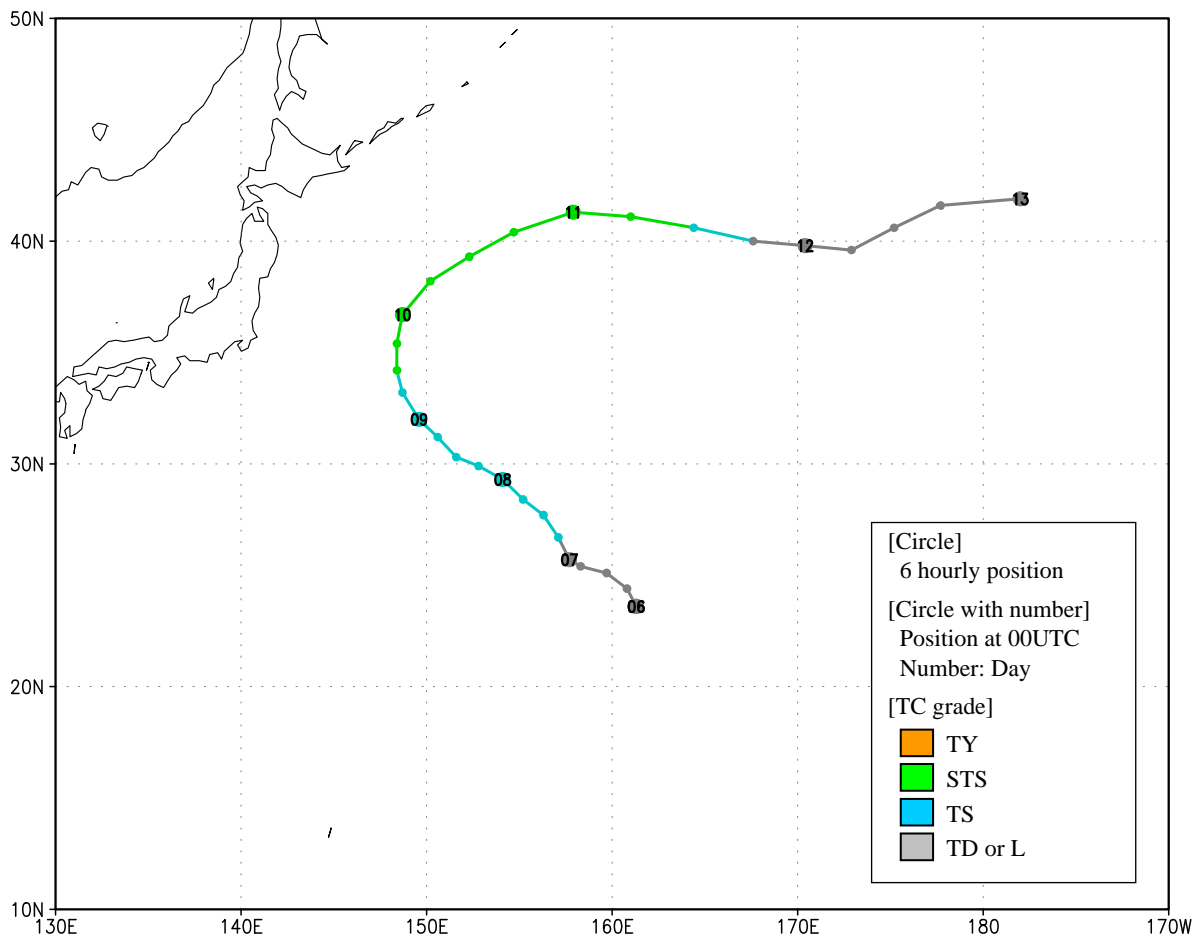 50N
40N
30N
20N
10N
130E
140E
150E
160E
170E
180
170W
13
12
11
10
09
08
07
06
[Circle]
6 hourly position
[Circle with number]
Position at 00UTC
Number: Day
[TC grade]
TY
STS
TS
TD or L